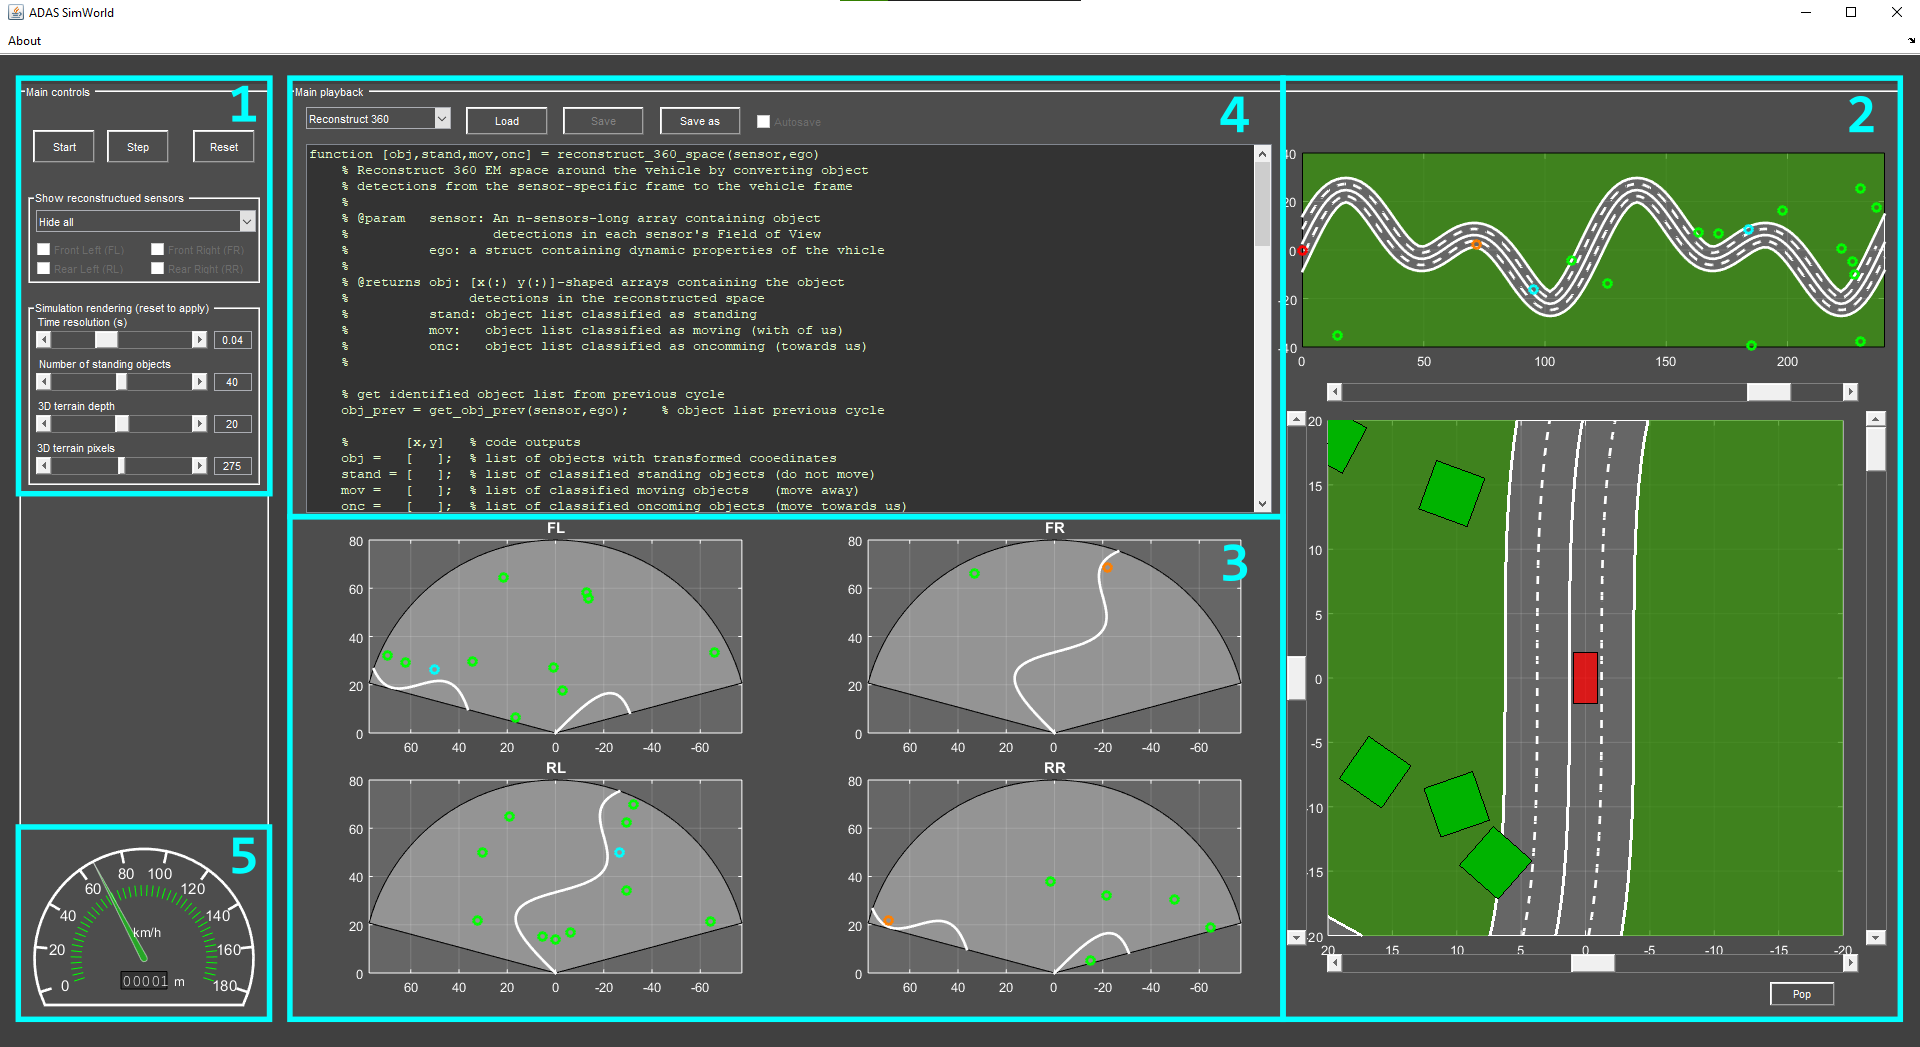 ADAS SimWorld
About
Main controls
1
Start
Step
Reset
Show reconstructued sensors
Hide all
Front Left (FL)
Front Right (FR)
Rear Left (RL)
Rear Right (RR)
Simulation rendering (reset to apply)
Time resolution (s)
0.04
Number of standing objects
40
3D terrain depth
20
3D terrain pixels
275
Main playback
4
Reconstruct 360
Load
Save
Save as
Autosave
function [obj,stand,mov,onc] = reconstruct_360_space(sensor,ego)
% Reconstruct 360 EM space around the vehicle by converting object
% detections from the sensor-specific frame to the vehicle frame
%
% @param   sensor: An n-sensors-long array containing object
%                  detections in each sensor's Field of View
%          ego: a struct containing dynamic properties of the vhicle
%
% @returns obj: [x(:) y(:)]-shaped arrays containing the object
%               detections in the reconstructed space
%          stand: object list classified as standing
%          mov:   object list classified as moving (with of us)
%          onc:   object list classified as oncomming (towards us)
%
% get identified object list from previous cycle
obj_prev = get_obj_prev(sensor,ego);    % object list previous cycle
%       [x,y]   % code outputs
obj =   [   ];  % list of objects with transformed cooedinates
stand = [   ];  % list of classified standing objects (do not move)
mov =   [   ];  % list of classified moving objects   (move away)
onc =   [   ];  % list of classified oncoming objects (move towards us)
2
40
20
0
-20
40
0 50 100 150 200
20
15
10
5
0
-5
-10
-15
-20
20 15 10 5 0 -5 -10 -15 -20
Pop
3
FL
80
60
40
20
0
60 40 20 0 -20 -40 -60
FR
80
60
40
20
0
60 40 20 0 -20 -40 -60
RL
80
60
40
20
0
60 40 20 0 -20 -40 -60
RR
80
60
40
20
0
60 40 20 0 -20 -40 -60
5
0 20 40 60 80 100 120 140 160 180
km/h
00001 m